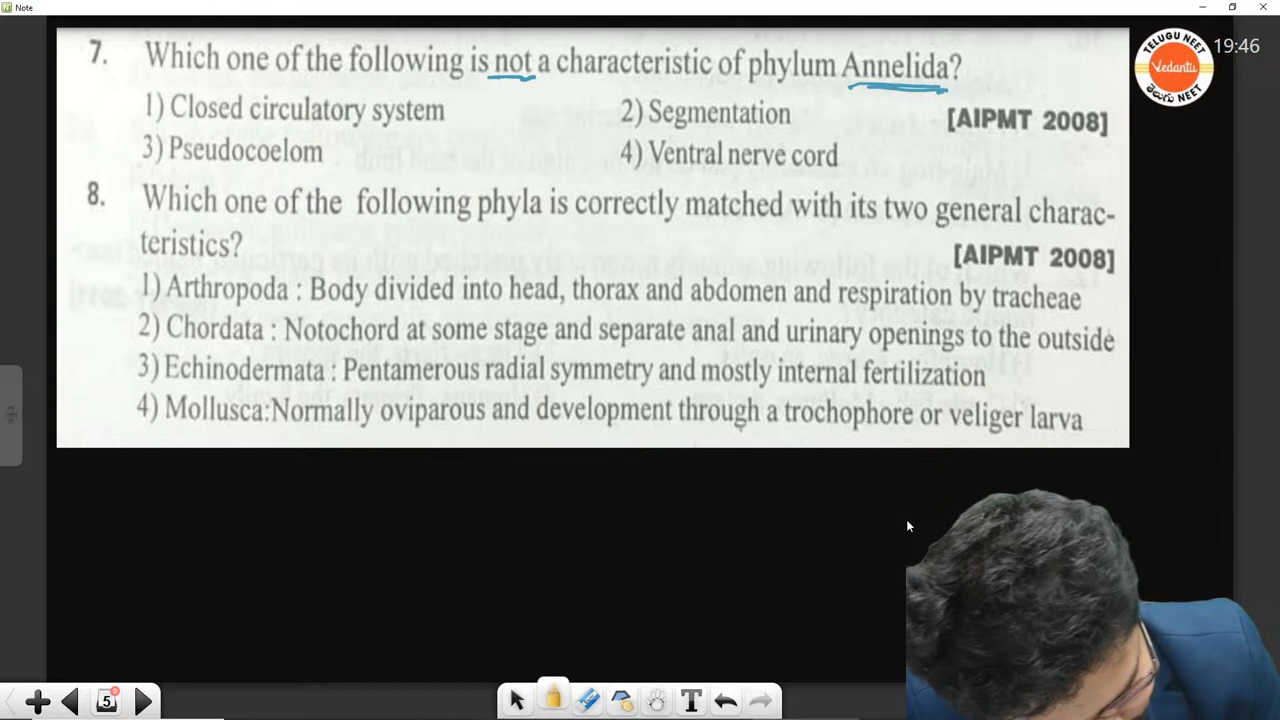 Note
TELUGU NEET
Vedantu
తెలుగు NEET
19:46
7. Which one of the following is not a characteristic of phylum Annelida?
1) Closed circulatory system 2) Segmentation [AIPMT 2008]
3) Pseudocoelom 4) Ventral nerve cord
8. Which one of the following phyla is correctly matched with its two general charac-
teristics? [AIPMT 2008]
1) Arthropoda : Body divided into head, thorax and abdomen and respiration by tracheae
2) Chordata : Notochord at some stage and separate anal and urinary openings to the outside
3) Echinodermata : Pentamerous radial symmetry and mostly internal fertilization
4) Mollusca:Normally oviparous and development through a trochophore or veliger larva
5 0
T